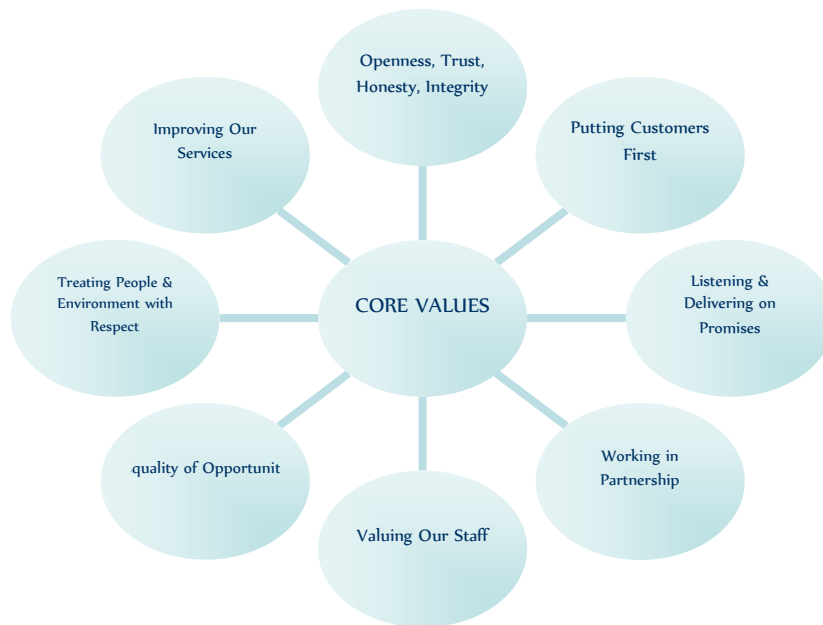 Openness, Trust,
Honesty, Integrity
Putting Customers
First
Listening &
Delivering on
Promises
Working in
Partnership
Valuing Our Staff
quality of Opportunit
Treating People &
Environment with
Respect
Improving Our
Services
CORE VALUES